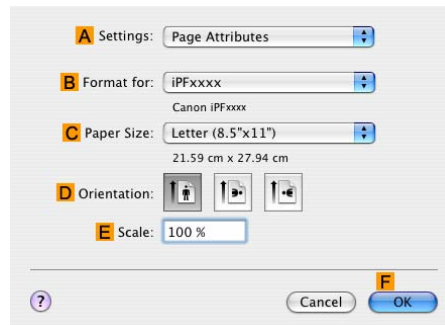 A Settings: Page Attributes
B Format for: iPFxxxx
Canon iPFxxxx
C Paper Size: Letter (8.5"x11")
21.59 cm x 27.94 cm
D Orientation:
E Scale: 100 %
F
? Cancel OK